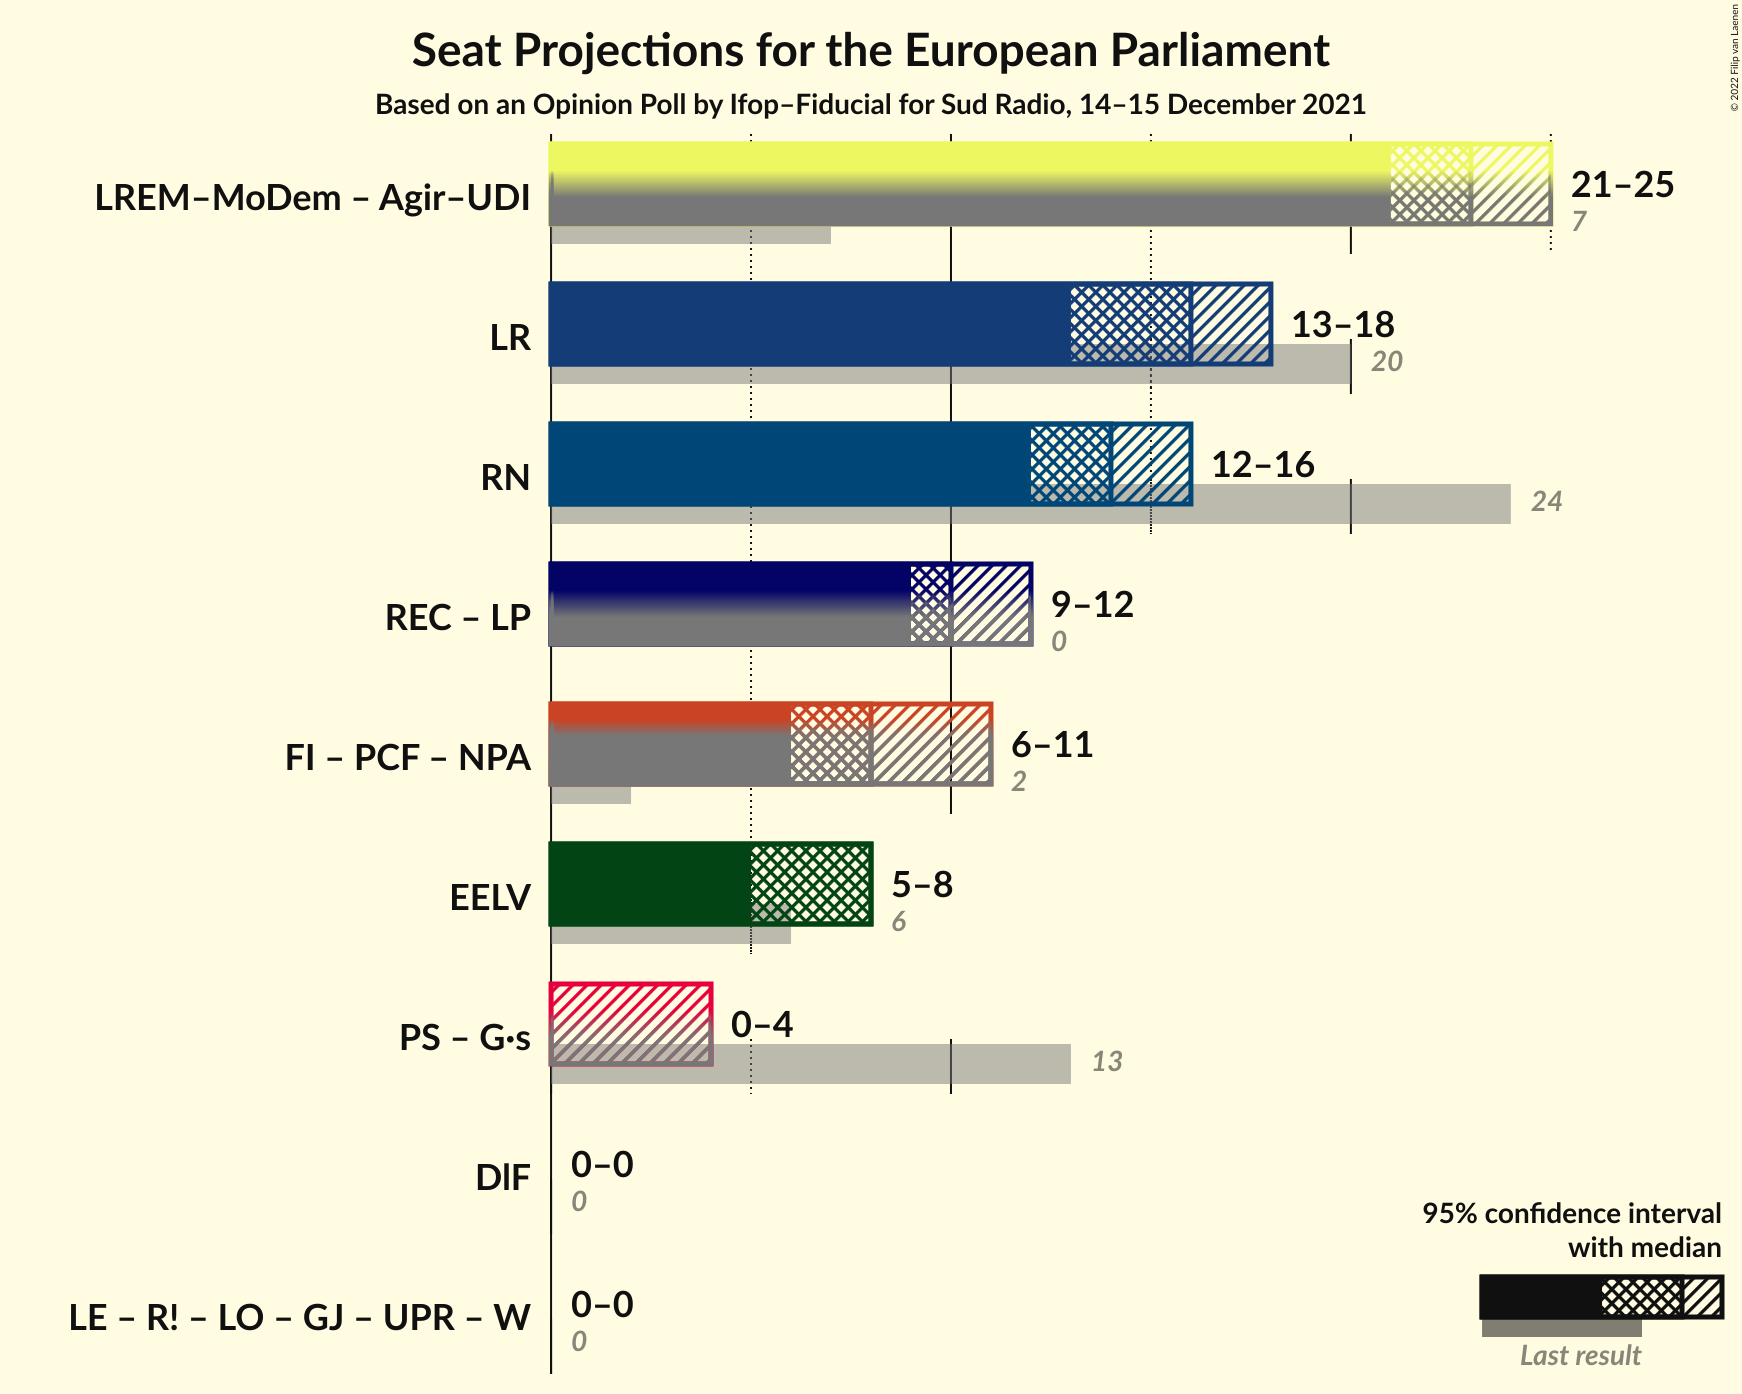 Seat Projections for the European Parliament
Based on an Opinion Poll by Ifop–Fiducial for Sud Radio, 14–15 December 2021
© 2022 Filip van Laenen
LREM–MoDem – Agir–UDI
21–25
7
LR
13–18
20
RN
12–16
24
REC – LP
9–12
0
FI – PCF – NPA
6–11
2
EELV
5–8
6
PS – G·s
0–4
13
DlF
0–0
0
LE – R! – LO – GJ – UPR – W
0–0
0
95% confidence interval
with median
Last result